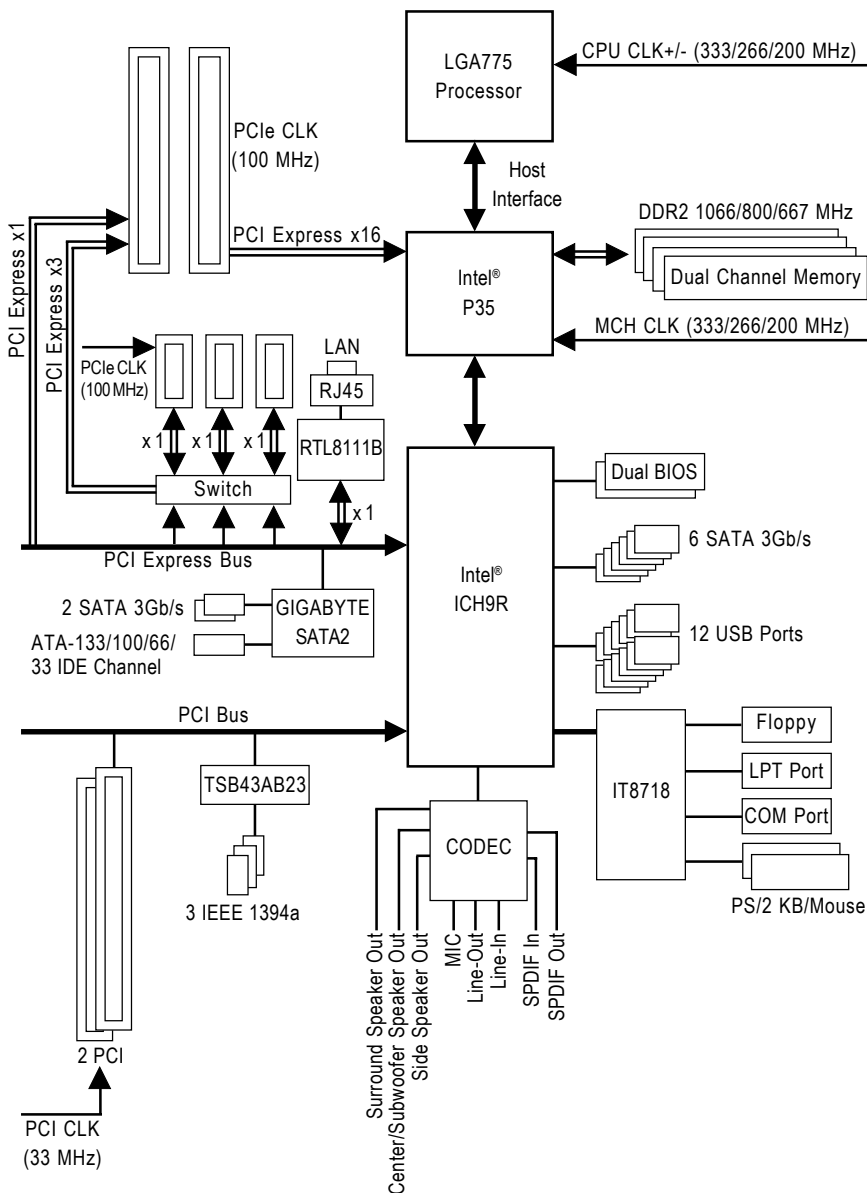 LGA775
Processor
CPU CLK+/- (333/266/200 MHz)
PCIe CLK
(100 MHz)
Host
Interface
DDR2 1066/800/667 MHz
Dual Channel Memory
PCI Express x16
Intel®
P35
MCH CLK (333/266/200 MHz)
PCI Express x1
PCI Express x3
PCIe CLK
(100 MHz)
LAN
RJ45
RTL8111B
x 1
x 1
x 1
x 1
Switch
PCI Express Bus
Intel®
ICH9R
Dual BIOS
6 SATA 3Gb/s
12 USB Ports
2 SATA 3Gb/s
GIGABYTE
SATA2
ATA-133/100/66/
33 IDE Channel
PCI Bus
TSB43AB23
3 IEEE 1394a
IT8718
Floppy
LPT Port
COM Port
PS/2 KB/Mouse
CODEC
Surround Speaker Out
Center/Subwoofer Speaker Out
Side Speaker Out
MIC
Line-Out
Line-In
SPDIF In
SPDIF Out
2 PCI
PCI CLK
(33 MHz)